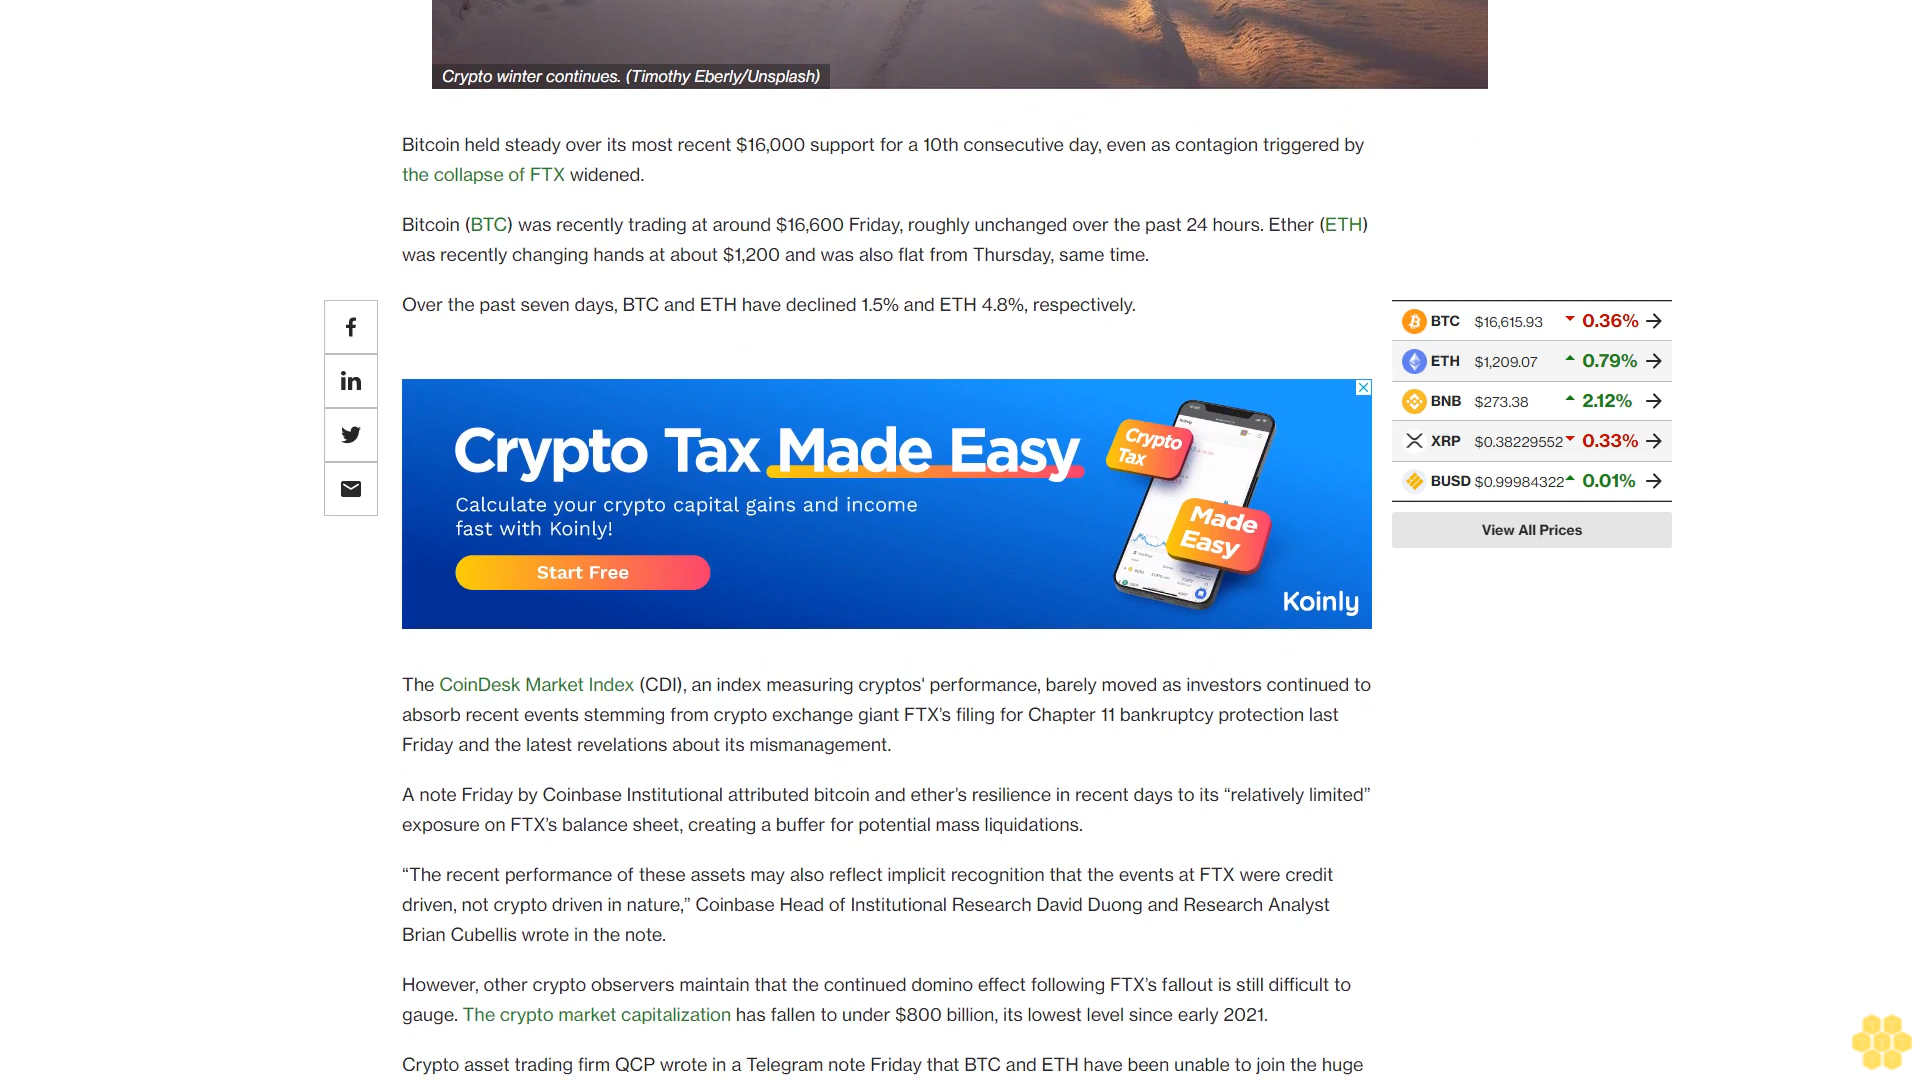 Crypto winter continues. (Timothy Eberly/Unsplash)
Bitcoin held steady over its most recent $16,000 support for a 10th consecutive day, even as contagion triggered by
the collapse of FTX widened.
Bitcoin (BTC) was recently trading at around $16,600 Friday, roughly unchanged over the past 24 hours. Ether (ETH)
was recently changing hands at about $1,200 and was also flat from Thursday, same time.
Over the past seven days, BTC and ETH have declined 1.5% and ETH 4.8%, respectively.
BTC $16,615.93 0.36%
ETH $1,209.07 0.79%
BNB $273.38 2.12%
XRP $0.38229552 0.33%
BUSD $0.99984322 0.01%
View All Prices
Crypto Tax Made Easy
Calculate your crypto capital gains and income
fast with Koinly!
Start Free
Crypto
Tax
Made
Easy
Koinly
The CoinDesk Market Index (CDI), an index measuring cryptos' performance, barely moved as investors continued to
absorb recent events stemming from crypto exchange giant FTX’s filing for Chapter 11 bankruptcy protection last
Friday and the latest revelations about its mismanagement.
A note Friday by Coinbase Institutional attributed bitcoin and ether’s resilience in recent days to its “relatively limited”
exposure on FTX’s balance sheet, creating a buffer for potential mass liquidations.
“The recent performance of these assets may also reflect implicit recognition that the events at FTX were credit
driven, not crypto driven in nature,” Coinbase Head of Institutional Research David Duong and Research Analyst
Brian Cubellis wrote in the note.
However, other crypto observers maintain that the continued domino effect following FTX’s fallout is still difficult to
gauge. The crypto market capitalization has fallen to under $800 billion, its lowest level since early 2021.
Crypto asset trading firm QCP wrote in a Telegram note Friday that BTC and ETH have been unable to join the huge